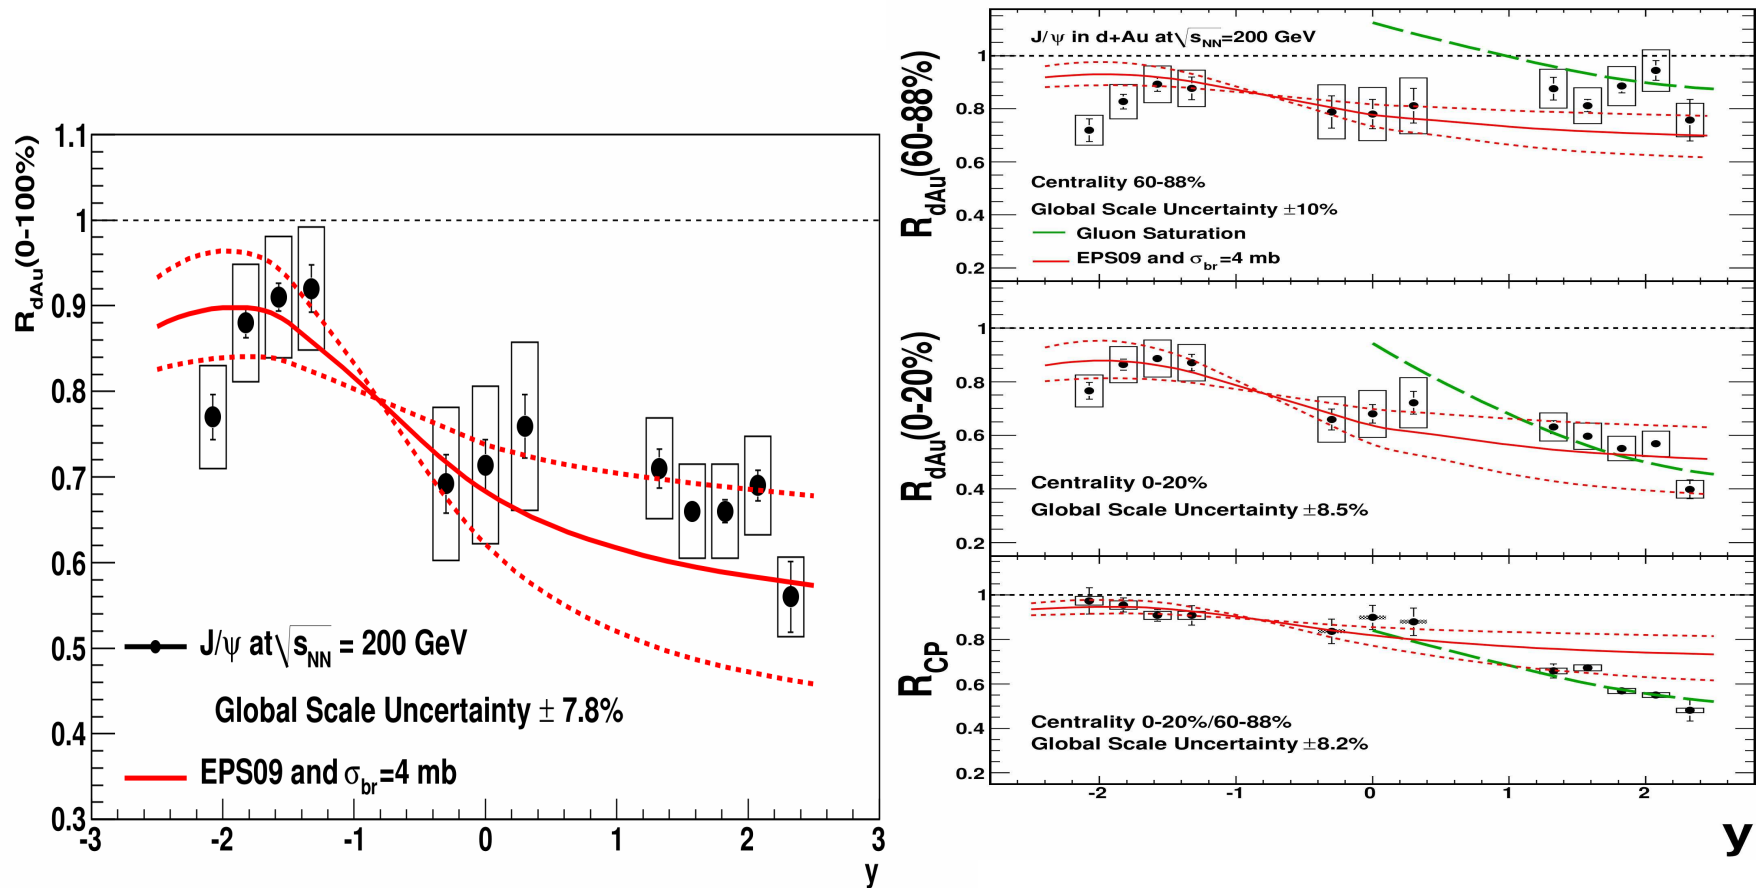 R_dAu(0-100%)
1.1
1
0.9
0.8
0.7
0.6
0.5
0.4
0.3
J/ψ at √s_NN = 200 GeV
Global Scale Uncertainty ± 7.8%
EPS09 and σ_br=4 mb
-3 -2 -1 0 1 2 3
y
R_dAu(60-88%)
J/ψ in d+Au at √s_NN=200 GeV
1
0.8
0.6
0.4
0.2
Centrality 60-88%
Global Scale Uncertainty ±10%
Gluon Saturation
EPS09 and σ_br=4 mb
R_dAu(0-20%)
1
0.8
0.6
0.4
0.2
Centrality 0-20%
Global Scale Uncertainty ±8.5%
R_CP
1
0.8
0.6
0.4
0.2
Centrality 0-20%/60-88%
Global Scale Uncertainty ±8.2%
-2 -1 0 1 2
y